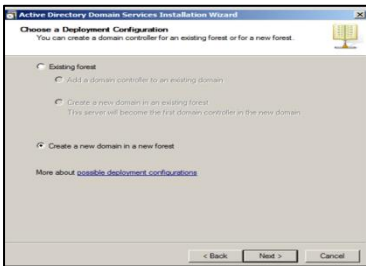 Active Directory Domain Services Installation Wizard
Choose a Deployment Configuration
You can create a domain controller for an existing forest or for a new forest.
Existing forest
Add a domain controller to an existing domain
Create a new domain in an existing forest
This server will become the first domain controller in the new domain.
Create a new domain in a new forest
More about possible deployment configurations
< Back
Next >
Cancel